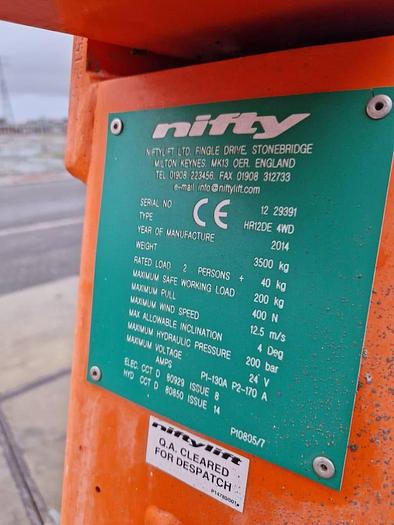 nifty
NIFTYLIFT LTD. FINGLE DRIVE, STONEBRIDGE
MILTON KEYNES. MK13 0ER. ENGLAND
TEL. 01908 223456. FAX 01908 312733
e-mail info@niftylift.com
CE
SERIAL NO 12 29391
TYPE HR12DE 4WD
YEAR OF MANUFACTURE 2014
WEIGHT 3500 kg
RATED LOAD 2 PERSONS + 40 kg
MAXIMUM SAFE WORKING LOAD 200 kg
MAXIMUM PULL 400 N
MAXIMUM WIND SPEED 12.5 m/s
MAX ALLOWABLE INCLINATION 4 Deg
MAXIMUM HYDRAULIC PRESSURE 200 bar
MAXIMUM VOLTAGE 24 V
AMPS P1-130A P2-170 A
ELEC. CCT D 80929 ISSUE 8
HYD CCT D 80850 ISSUE 14
P10805/7
niftylift
Q.A. CLEARED
FOR DESPATCH
P14783/001